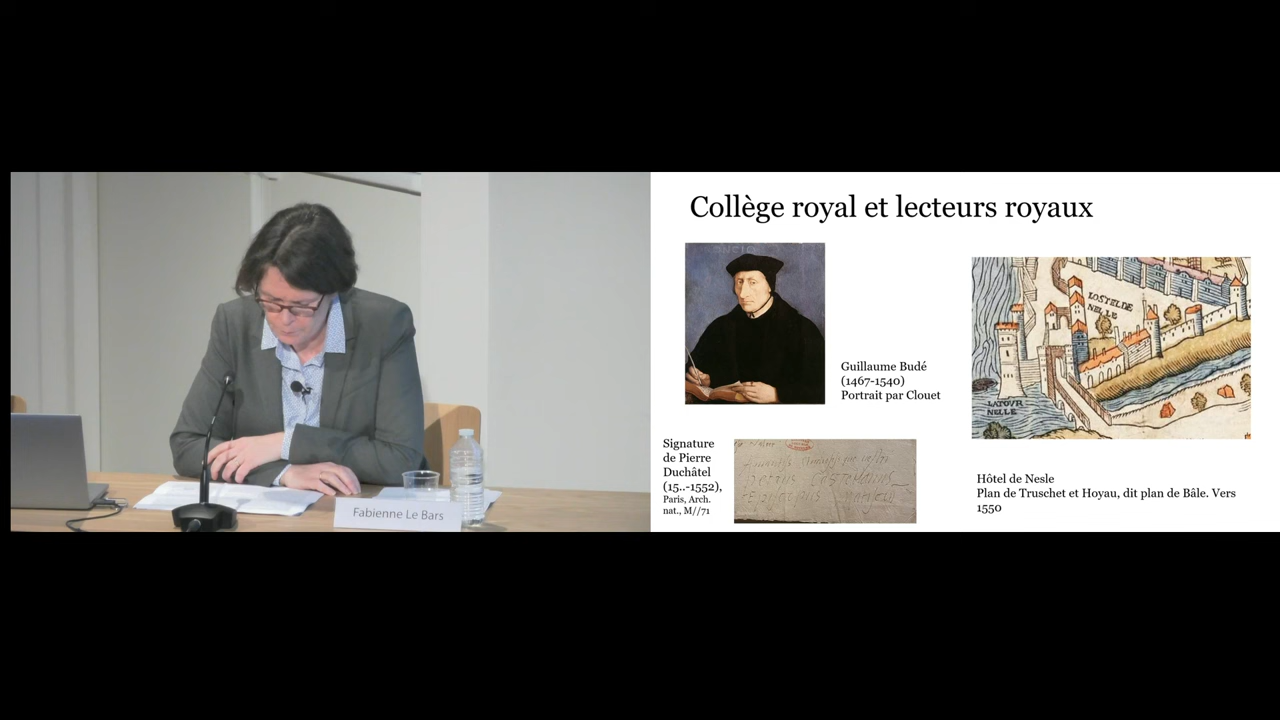 Collège royal et lecteurs royaux
Guillaume Budé
(1467-1540)
Portrait par Clouet
Signature
de Pierre
Duchâtel
(15..-1552),
Paris, Arch.
nat., M//71
LOSTEL DE
NELLE
LATOVR
NELLE
Hôtel de Nesle
Plan de Truschet et Hoyau, dit plan de Bâle. Vers
1550
Fabienne Le Bars